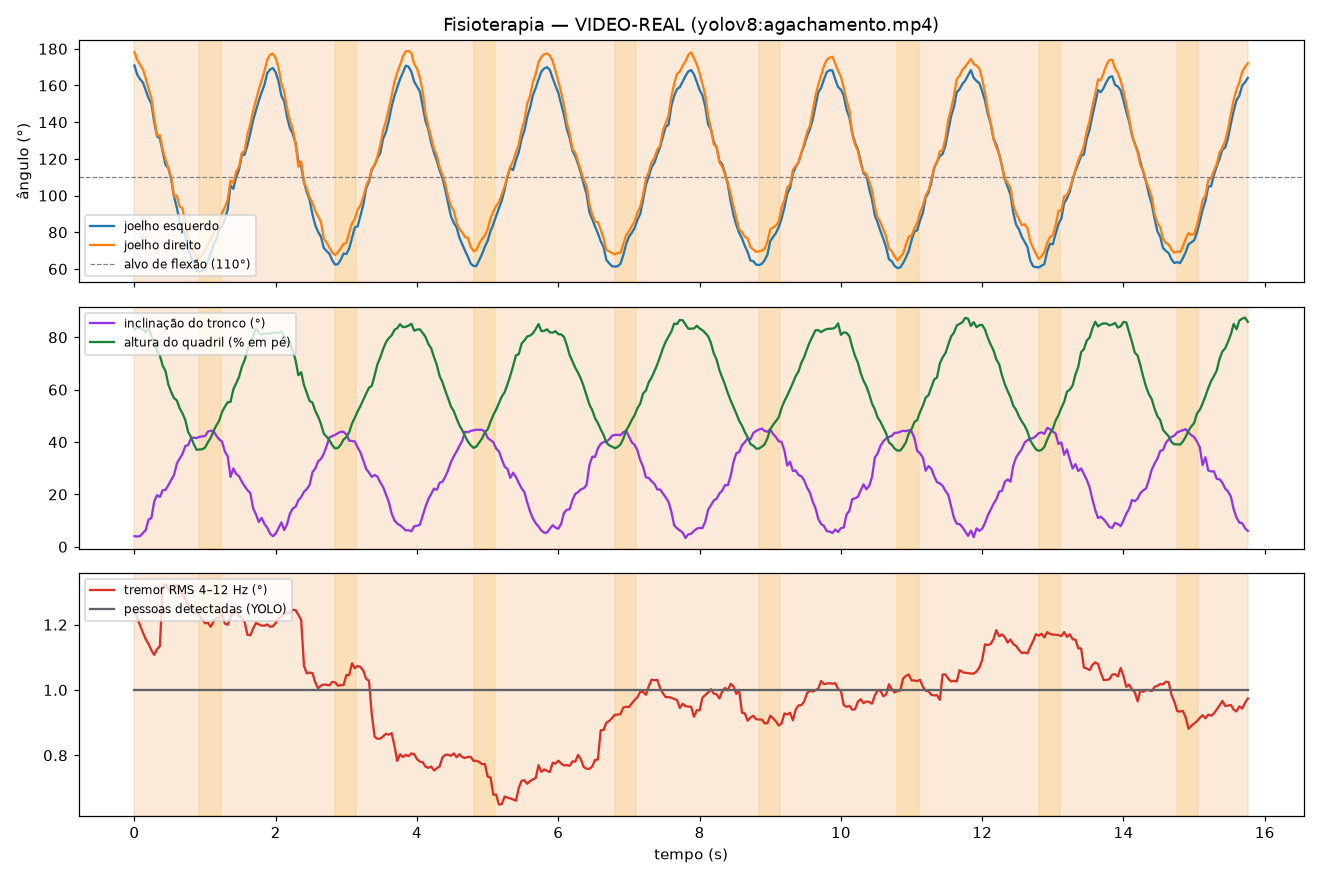 Fisioterapia — VIDEO-REAL (yolov8:agachamento.mp4)
180
160
140
120
100
80
60
ângulo (°)
joelho esquerdo
joelho direito
alvo de flexão (110°)
80
60
40
20
0
inclinação do tronco (°)
altura do quadril (% em pé)
1.2
1.0
0.8
tremor RMS 4–12 Hz (°)
pessoas detectadas (YOLO)
0 2 4 6 8 10 12 14 16
tempo (s)